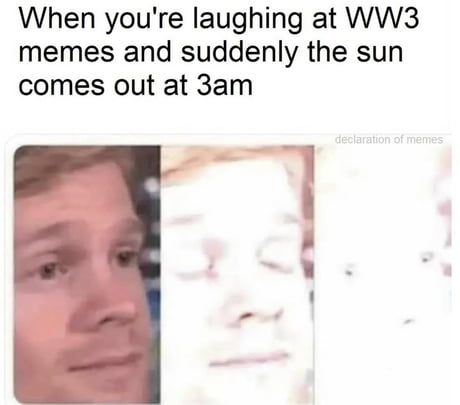 When you're laughing at WW3
memes and suddenly the sun
comes out at 3am
declaration of memes